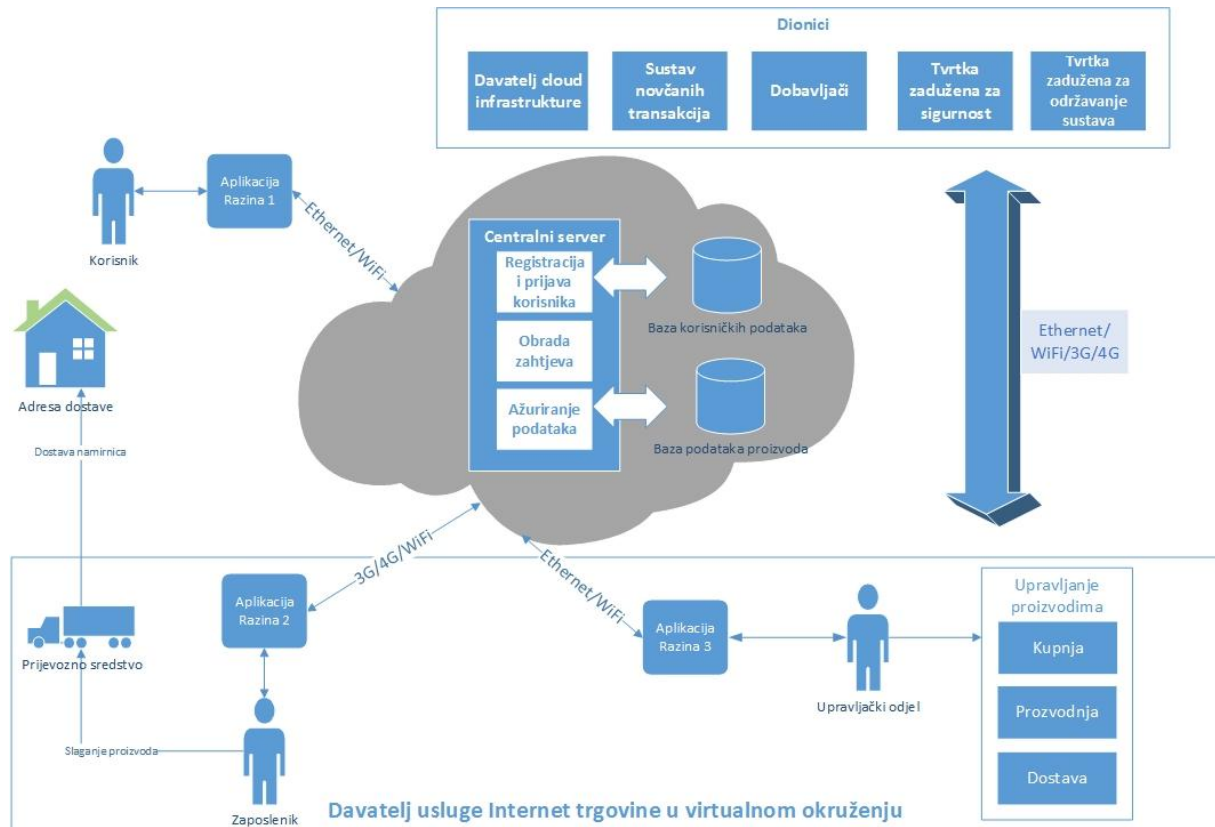 Dionici
Davatelj cloud
infrastrukture
Sustav
novčanih
transakcija
Dobavljači
Tvrtka
zadužena za
sigurnost
Tvrtka
zadužena za
održavanje
sustava
Korisnik
Aplikacija
Razina 1
Ethernet/WiFi
Centralni server
Registracija
i prijava
korisnika
Obrada
zahtjeva
Ažuriranje
podataka
Baza korisničkih podataka
Baza podataka proizvoda
Ethernet/
WiFi/3G/4G
Adresa dostave
Dostava namirnica
Prijevozno sredstvo
Slaganje proizvoda
Aplikacija
Razina 2
3G/4G/WiFi
Zaposlenik
Ethernet/WiFi
Aplikacija
Razina 3
Upravljački odjel
Upravljanje
proizvodima
Kupnja
Prozvodnja
Dostava
Davatelj usluge Internet trgovine u virtualnom okruženju